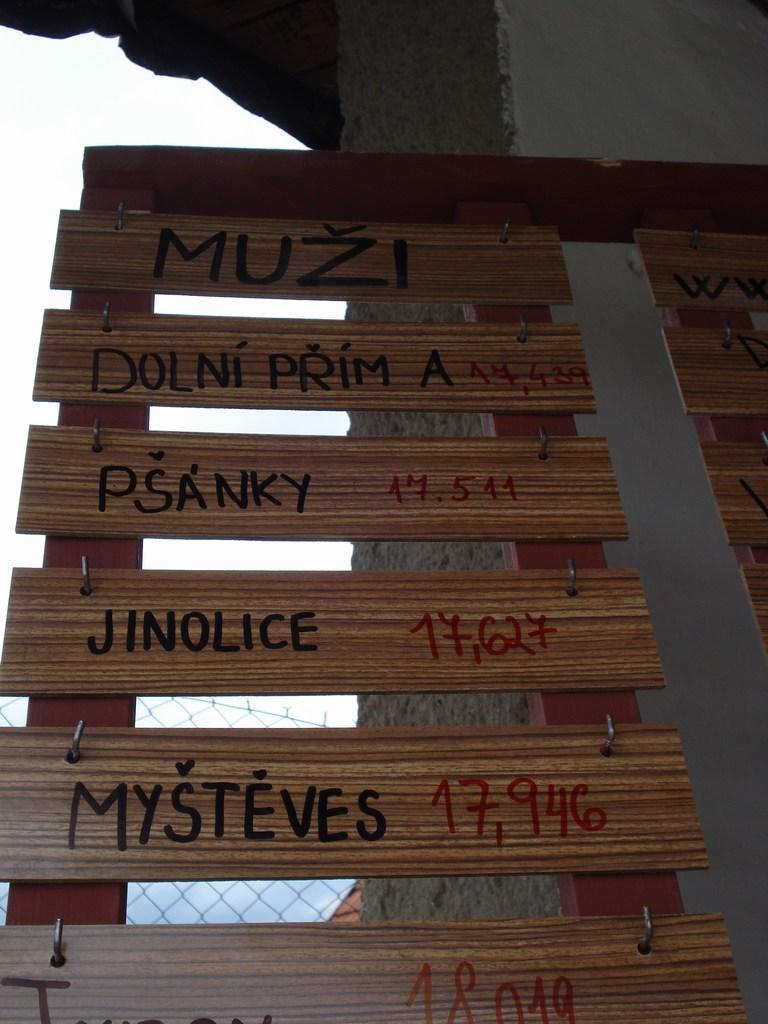 MUŽI
DOLNÍ PŘÍM A 17,439
PŠÁNKY 17.511
JINOLICE 17,627
MYŠTĚVES 17,946
18,019